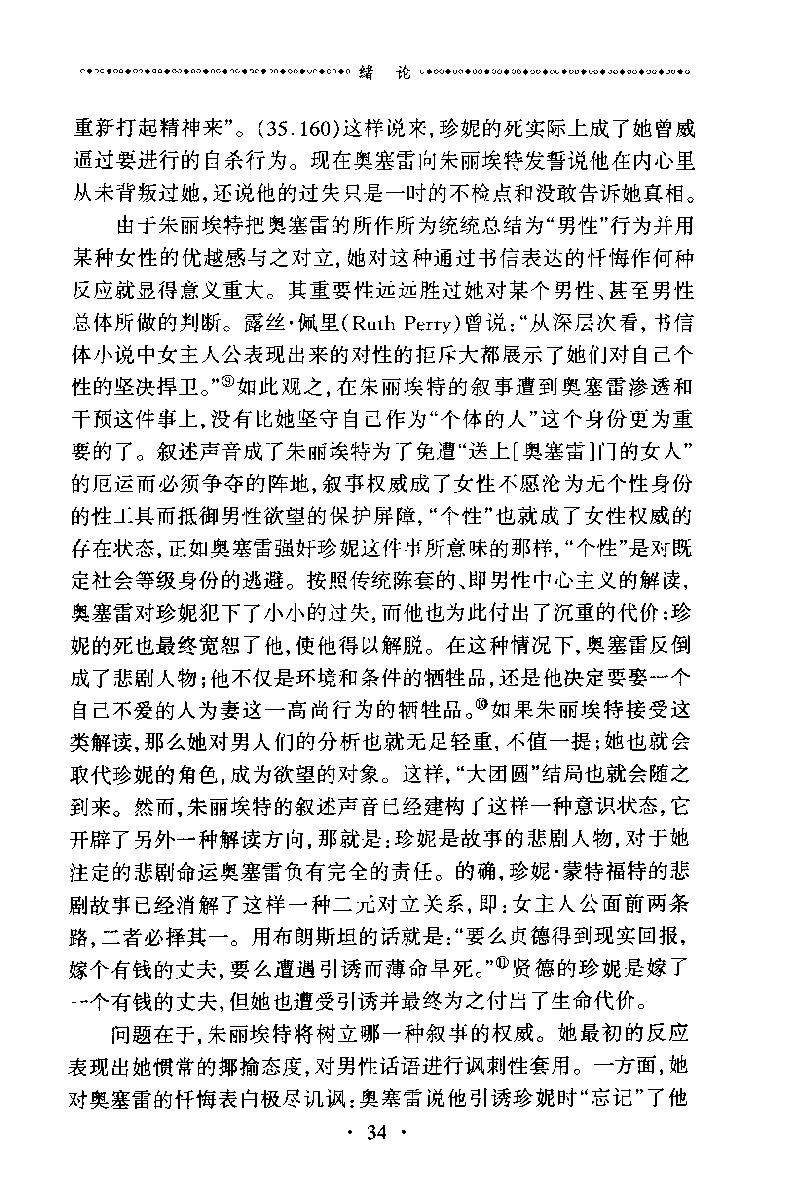 绪 论
重新打起精神来”。(35.160)这样说来,珍妮的死实际上成了她曾威
逼过要进行的自杀行为。现在奥塞雷向朱丽埃特发誓说他在内心里
从未背叛过她,还说他的过失只是一时的不检点和没敢告诉她真相。
由于朱丽埃特把奥塞雷的所作所为统统总结为“男性”行为并用
某种女性的优越感与之对立,她对这种通过书信表达的忏悔作何种
反应就显得意义重大。其重要性远远胜过她对某个男性、甚至男性
总体所做的判断。露丝·佩里(Ruth Perry)曾说:“从深层次看,书信
体小说中女主人公表现出来的对性的拒斥大都展示了她们对自己个
性的坚决捍卫。”⑨如此观之,在朱丽埃特的叙事遭到奥塞雷渗透和
干预这件事上,没有比她坚守自己作为“个体的人”这个身份更为重
要的了。叙述声音成了朱丽埃特为了免遭“送上[奥塞雷]门的女人”
的厄运而必须争夺的阵地,叙事权威成了女性不愿沦为无个性身份
的性工具而抵御男性欲望的保护屏障,“个性”也就成了女性权威的
存在状态,正如奥塞雷强奸珍妮这件事所意味的那样,“个性”是对既
定社会等级身份的逃避。按照传统陈套的、即男性中心主义的解读,
奥塞雷对珍妮犯下了小小的过失,而他也为此付出了沉重的代价:珍
妮的死也最终宽恕了他,使他得以解脱。在这种情况下,奥塞雷反倒
成了悲剧人物;他不仅是环境和条件的牺牲品,还是他决定要娶一个
自己不爱的人为妻这一高尚行为的牺牲品。⑩如果朱丽埃特接受这
类解读,那么她对男人们的分析也就无足轻重,不值一提;她也就会
取代珍妮的角色,成为欲望的对象。这样,“大团圆”结局也就会随之
到来。然而,朱丽埃特的叙述声音已经建构了这样一种意识状态,它
开辟了另外一种解读方向,那就是:珍妮是故事的悲剧人物,对于她
注定的悲剧命运奥塞雷负有完全的责任。的确,珍妮·蒙特福特的悲
剧故事已经消解了这样一种二元对立关系,即:女主人公面前两条
路,二者必择其一。用布朗斯坦的话就是:“要么贞德得到现实回报,
嫁个有钱的丈夫,要么遭遇引诱而薄命早死。”⑪贤德的珍妮是嫁了
一个有钱的丈夫,但她也遭受引诱并最终为之付出了生命代价。
问题在于,朱丽埃特将树立哪一种叙事的权威。她最初的反应
表现出她惯常的揶揄态度,对男性话语进行讽刺性套用。一方面,她
对奥塞雷的忏悔表白极尽讥讽:奥塞雷说他引诱珍妮时“忘记”了他
· 34 ·